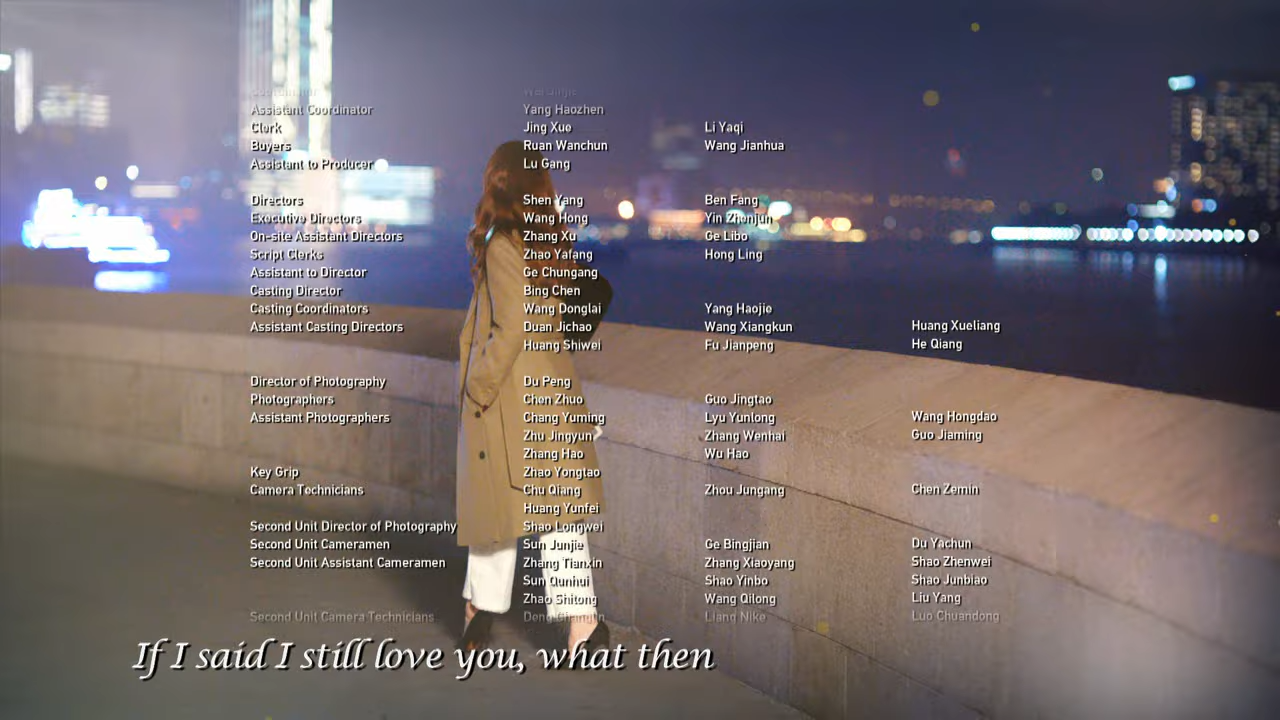 Assistant Coordinator Yang Haozhen
Clerk Jing Xue Li Yaqi
Buyers Ruan Wanchun Wang Jianhua
Assistant to Producer Lu Gang
Directors Shen Yang Ben Fang
Executive Directors Wang Hong Yin Zhenjun
On-site Assistant Directors Zhang Xu Ge Libo
Script Clerks Zhao Yafang Hong Ling
Assistant to Director Ge Chungang
Casting Director Bing Chen
Casting Coordinators Wang Donglai Yang Haojie
Assistant Casting Directors Duan Jichao Wang Xiangkun Huang Xueliang
Huang Shiwei Fu Jianpeng He Qiang
Director of Photography Du Peng
Photographers Chen Zhuo Guo Jingtao
Assistant Photographers Chang Yuming Lyu Yunlong Wang Hongdao
Zhu Jingyun Zhang Wenhai Guo Jiaming
Zhang Hao Wu Hao
Key Grip Zhao Yongtao
Camera Technicians Chu Qiang Zhou Jungang Chen Zemin
Huang Yunfei
Second Unit Director of Photography Shao Longwei
Second Unit Cameramen Sun Junjie Ge Bingjian Du Yachun
Second Unit Assistant Cameramen Zhang Tianxin Zhang Xiaoyang Shao Zhenwei
Sun Qunhui Shao Yinbo Shao Junbiao
Zhao Shitong Wang Qilong Liu Yang
Second Unit Camera Technicians Deng Liang Nike Luo Chuandong
If I said I still love you, what then